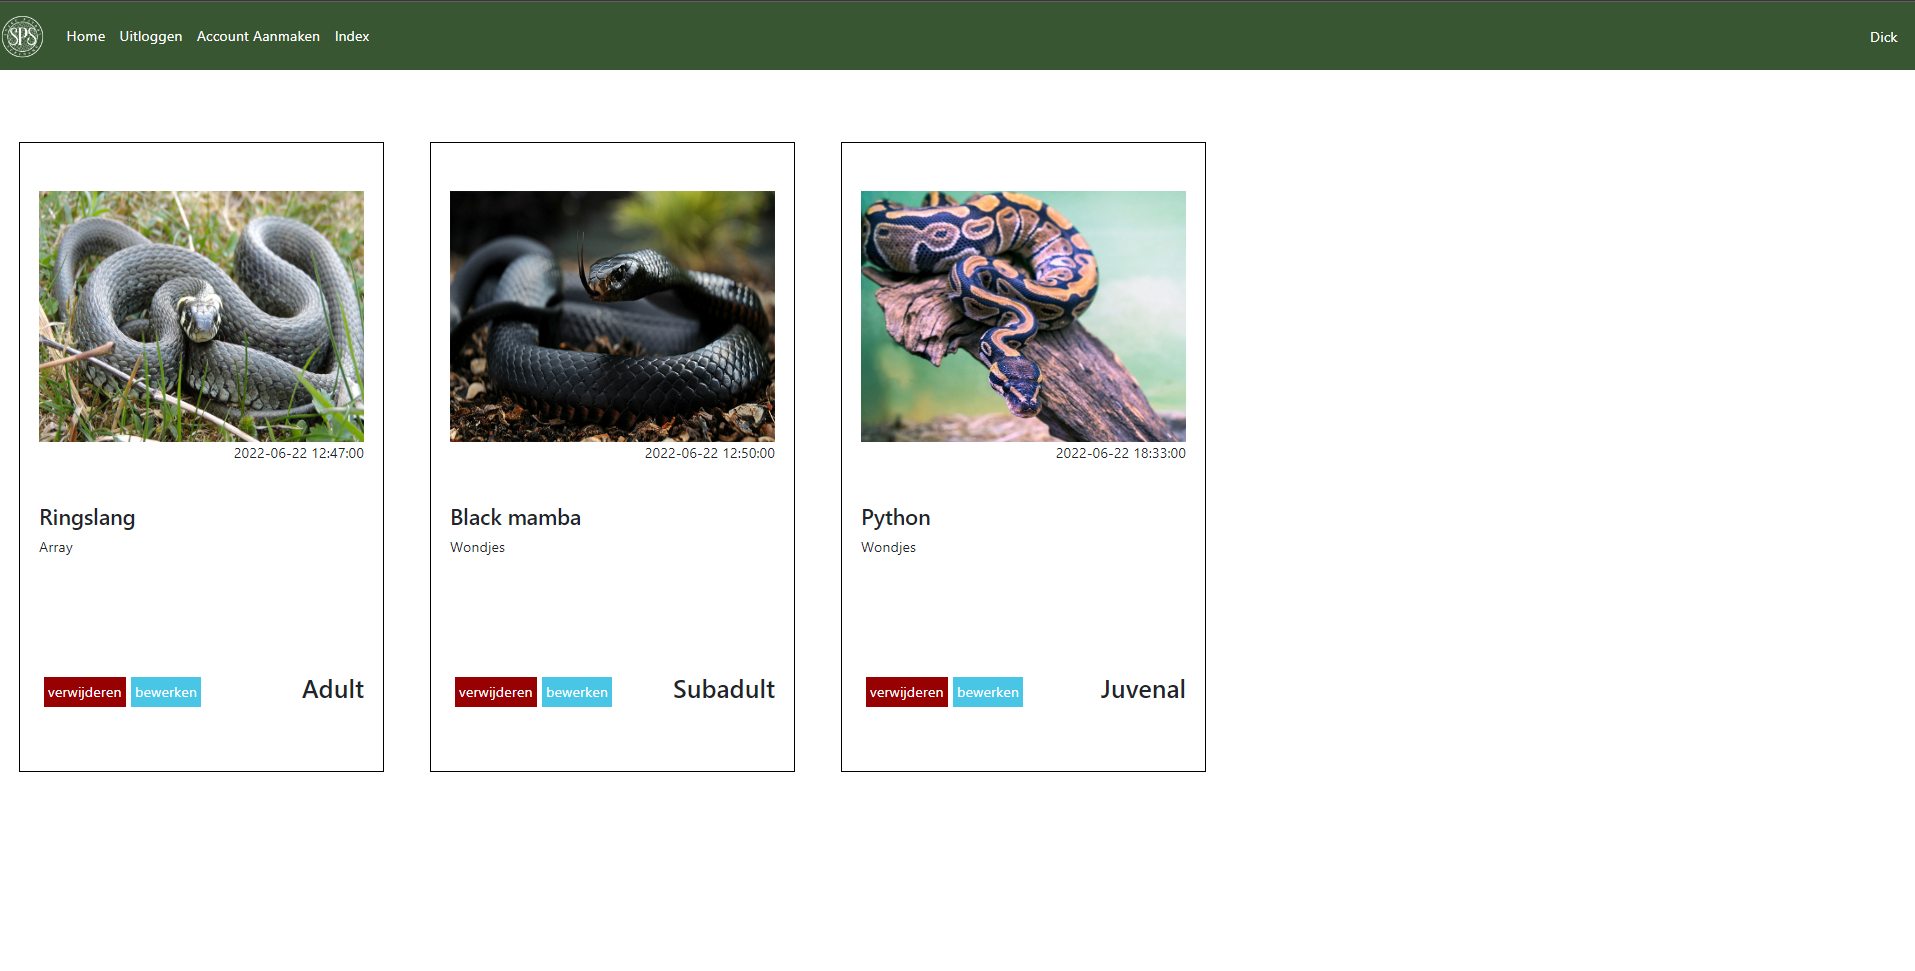 SPS
Home Uitloggen Account Aanmaken Index Dick
2022-06-22 12:47:00
Ringslang
Array
verwijderen bewerken Adult
2022-06-22 12:50:00
Black mamba
Wondjes
verwijderen bewerken Subadult
2022-06-22 18:33:00
Python
Wondjes
verwijderen bewerken Juvenal